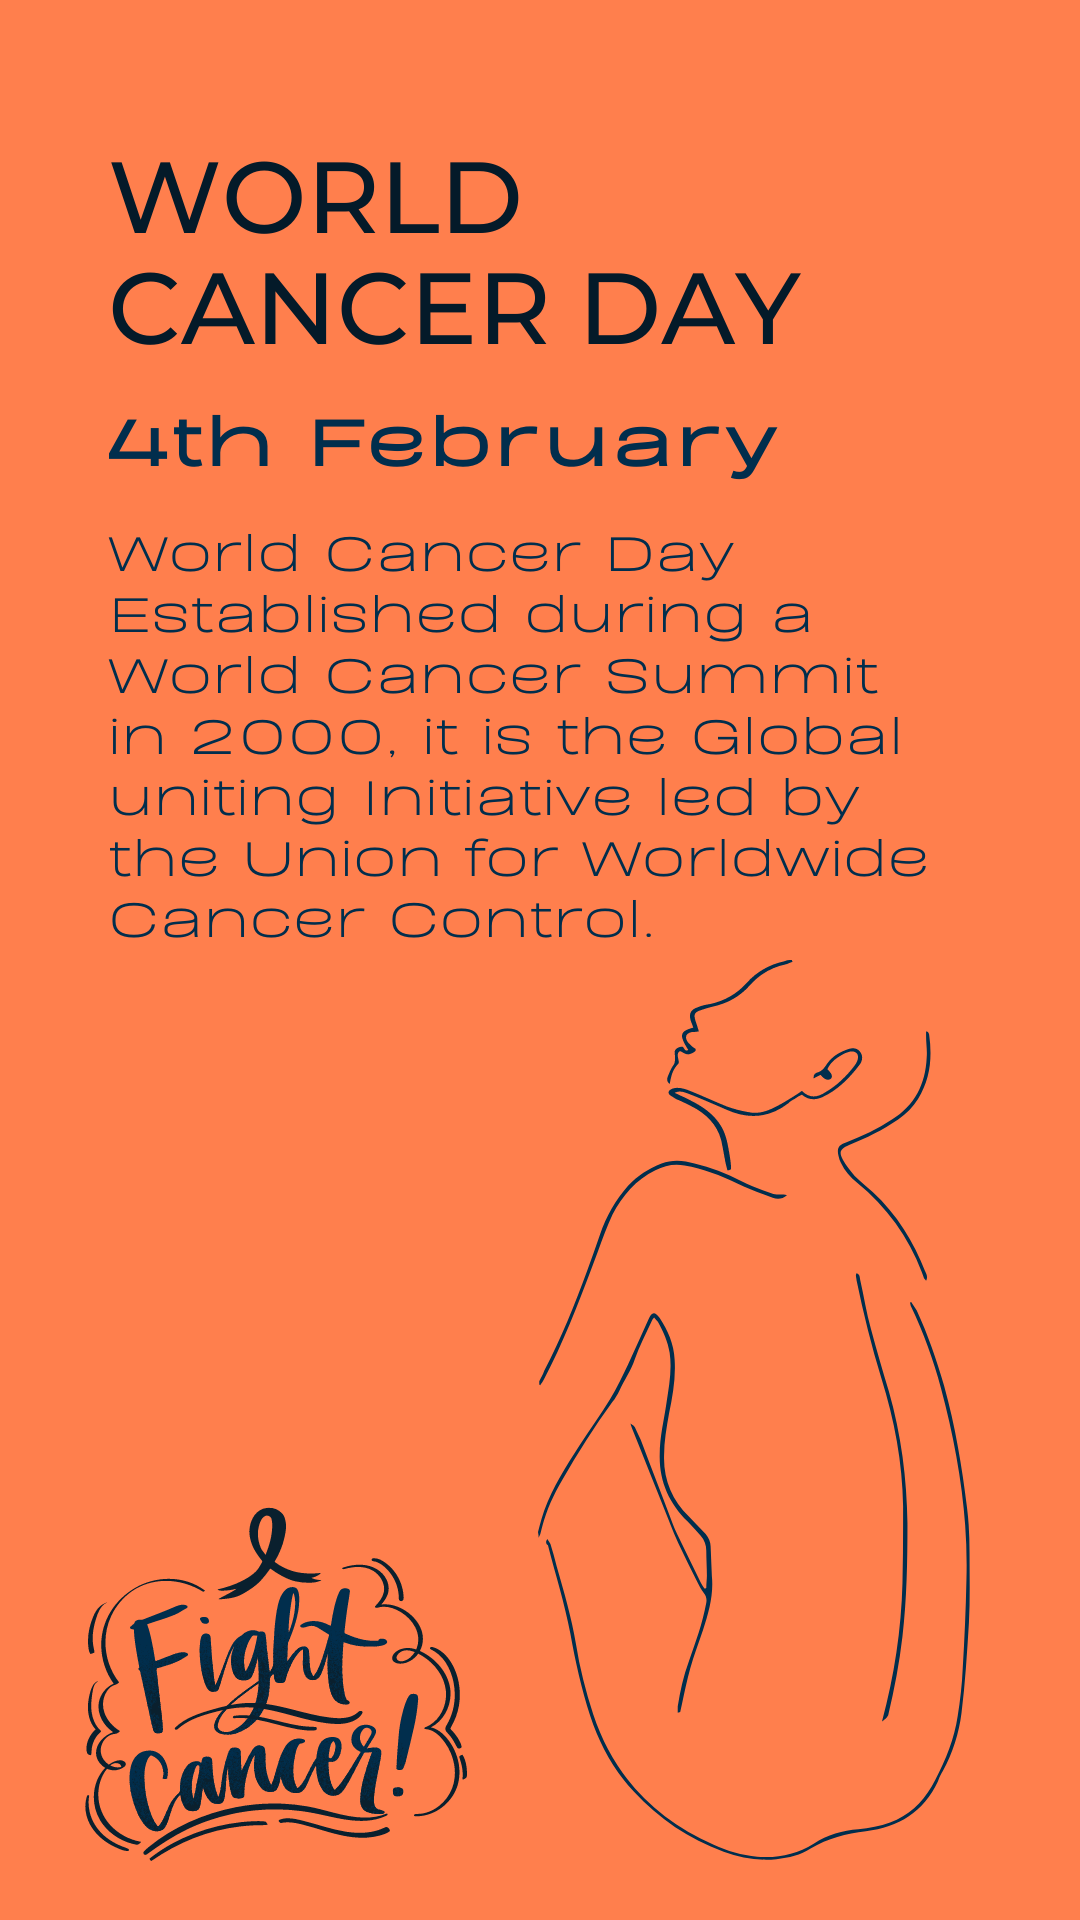 WORLD
CANCER DAY
4th February
World Cancer Day
Established during a
World Cancer Summit
in 2000, it is the Global
uniting Initiative led by
the Union for Worldwide
Cancer Control.
Fight
Cancer!